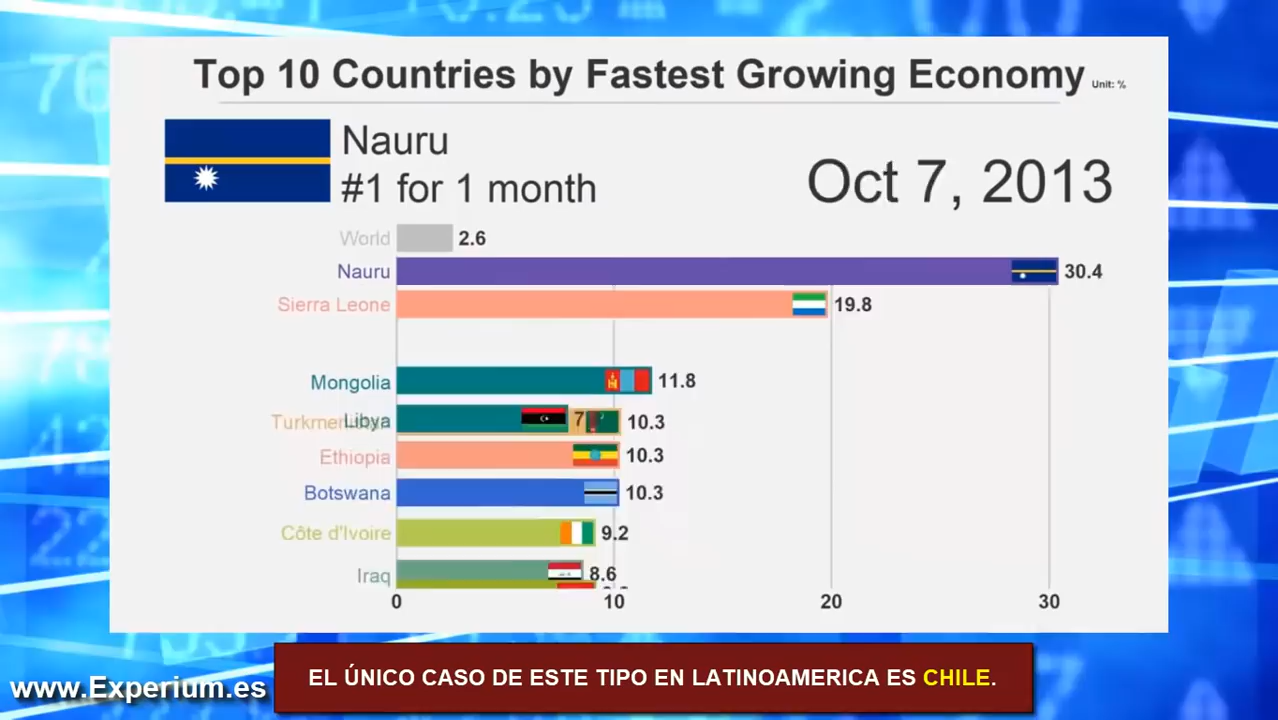 Top 10 Countries by Fastest Growing Economy Unit: %
Nauru
#1 for 1 month
Oct 7, 2013
World 2.6
Nauru 30.4
Sierra Leone 19.8
Mongolia 11.8
Libya 7
10.3
Ethiopia 10.3
Botswana 10.3
Côte d'Ivoire 9.2
Iraq 8.6
0 10 20 30
EL ÚNICO CASO DE ESTE TIPO EN LATINOAMERICA ES CHILE.
www.Experium.es